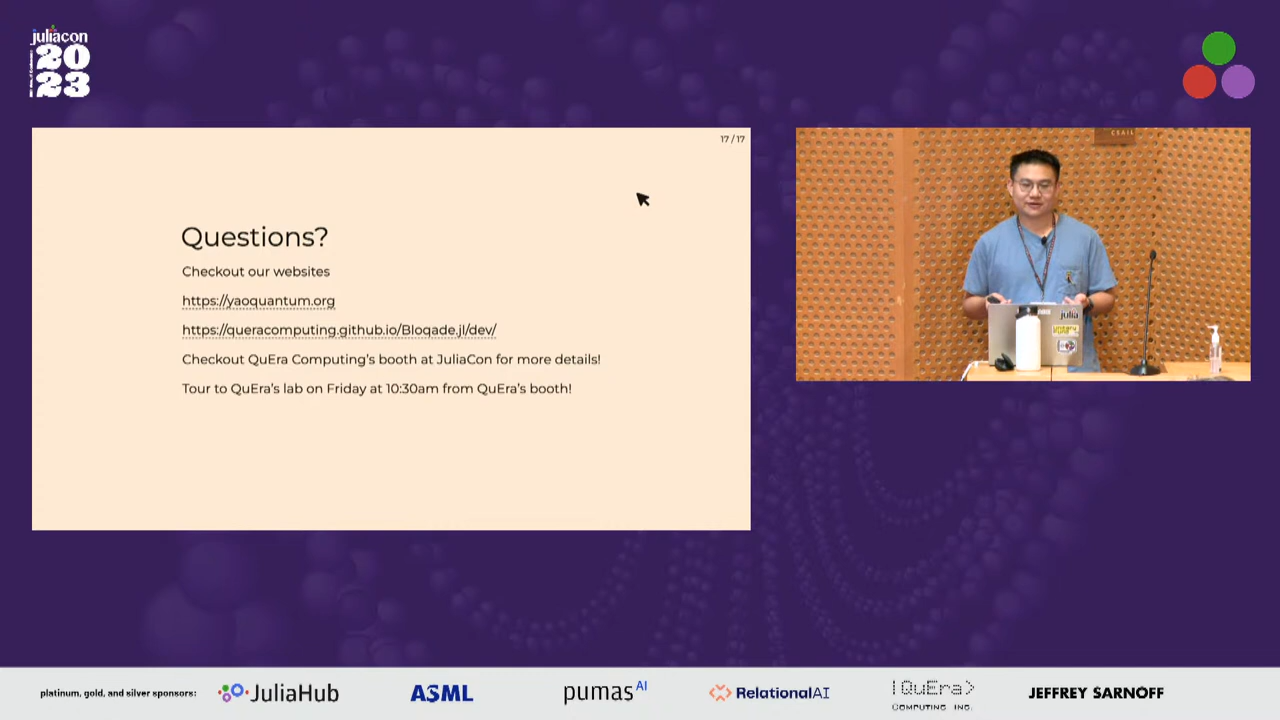 juliacon
20
23
17 / 17
Questions?
Checkout our websites
https://yaoquantum.org
https://queracomputing.github.io/Bloqade.jl/dev/
Checkout QuEra Computing's booth at JuliaCon for more details!
Tour to QuEra's lab on Friday at 10:30am from QuEra's booth!
CSAIL
julia
platinum, gold, and silver sponsors:
JuliaHub
ASML
pumasAI
RelationalAI
|QuEra>
COMPUTING INC.
JEFFREY SARNOFF